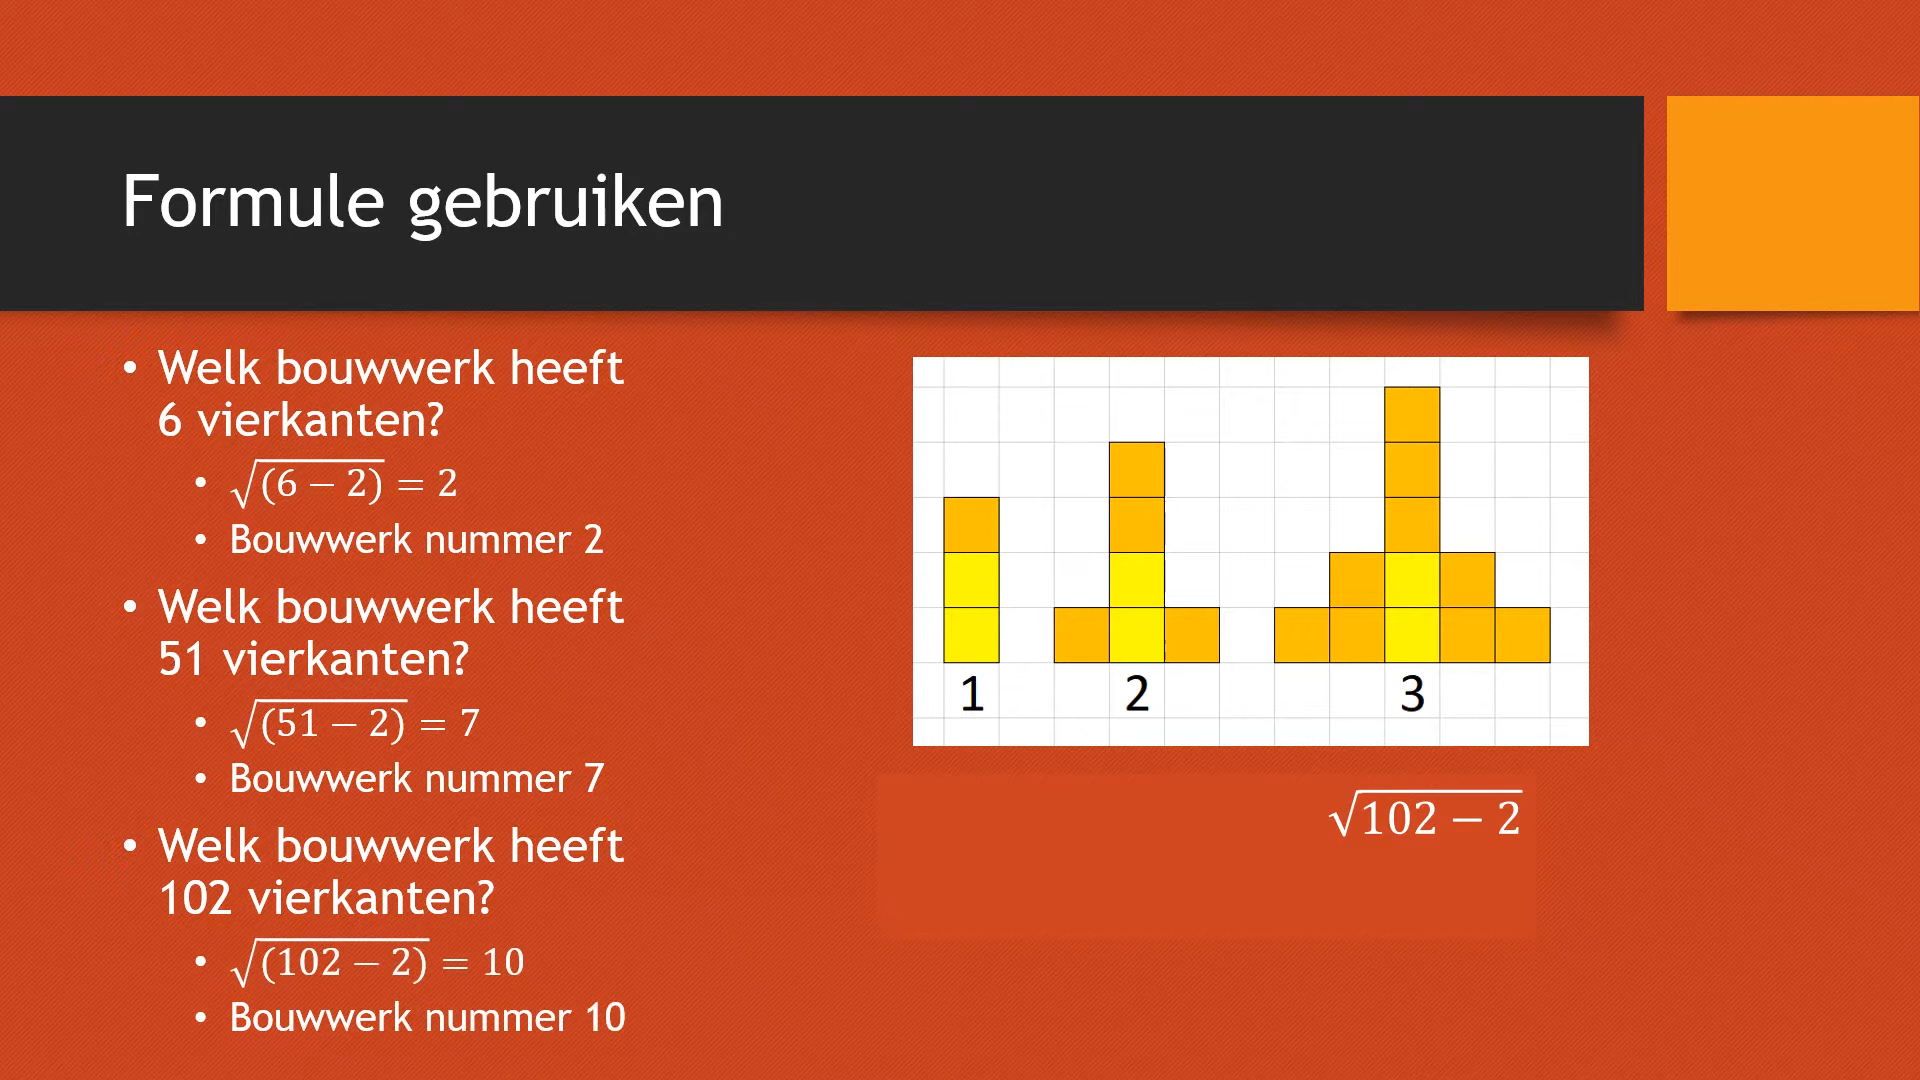 Formule gebruiken
• Welk bouwwerk heeft
6 vierkanten?
• √(6 − 2) = 2
• Bouwwerk nummer 2
• Welk bouwwerk heeft
51 vierkanten?
• √(51 − 2) = 7
• Bouwwerk nummer 7
• Welk bouwwerk heeft
102 vierkanten?
• √(102 − 2) = 10
• Bouwwerk nummer 10
1 2 3
√102 − 2